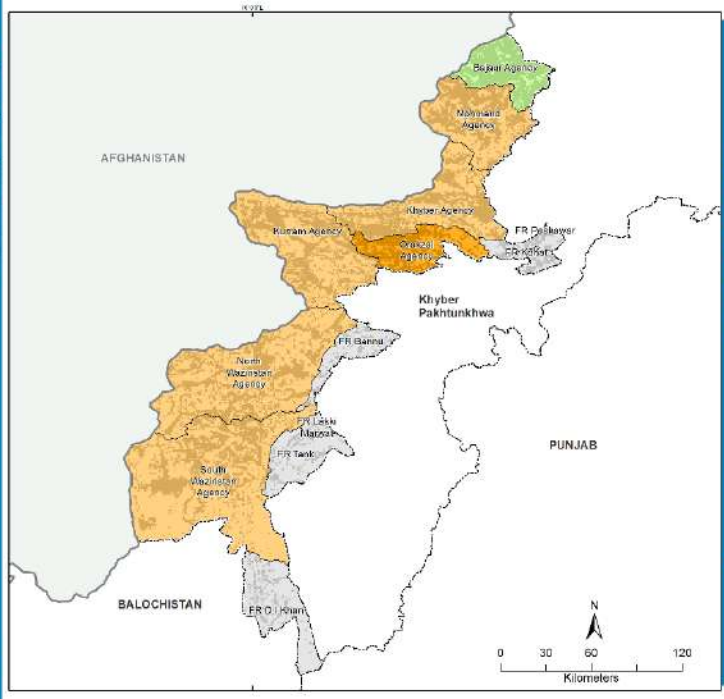 Bajaur Agency
Mohmand
Agency
AFGHANISTAN
Khyber Agency
Kurram Agency
FR Peshawar
Orakzai
Agency
FR Kohat
Khyber
Pakhtunkhwa
FR Bannu
North
Waziristan
Agency
FR Lakki
Marwat
PUNJAB
FR Tank
South
Waziristan
Agency
BALOCHISTAN
FR D I Khan
N
0 30 60 120
Kilometers